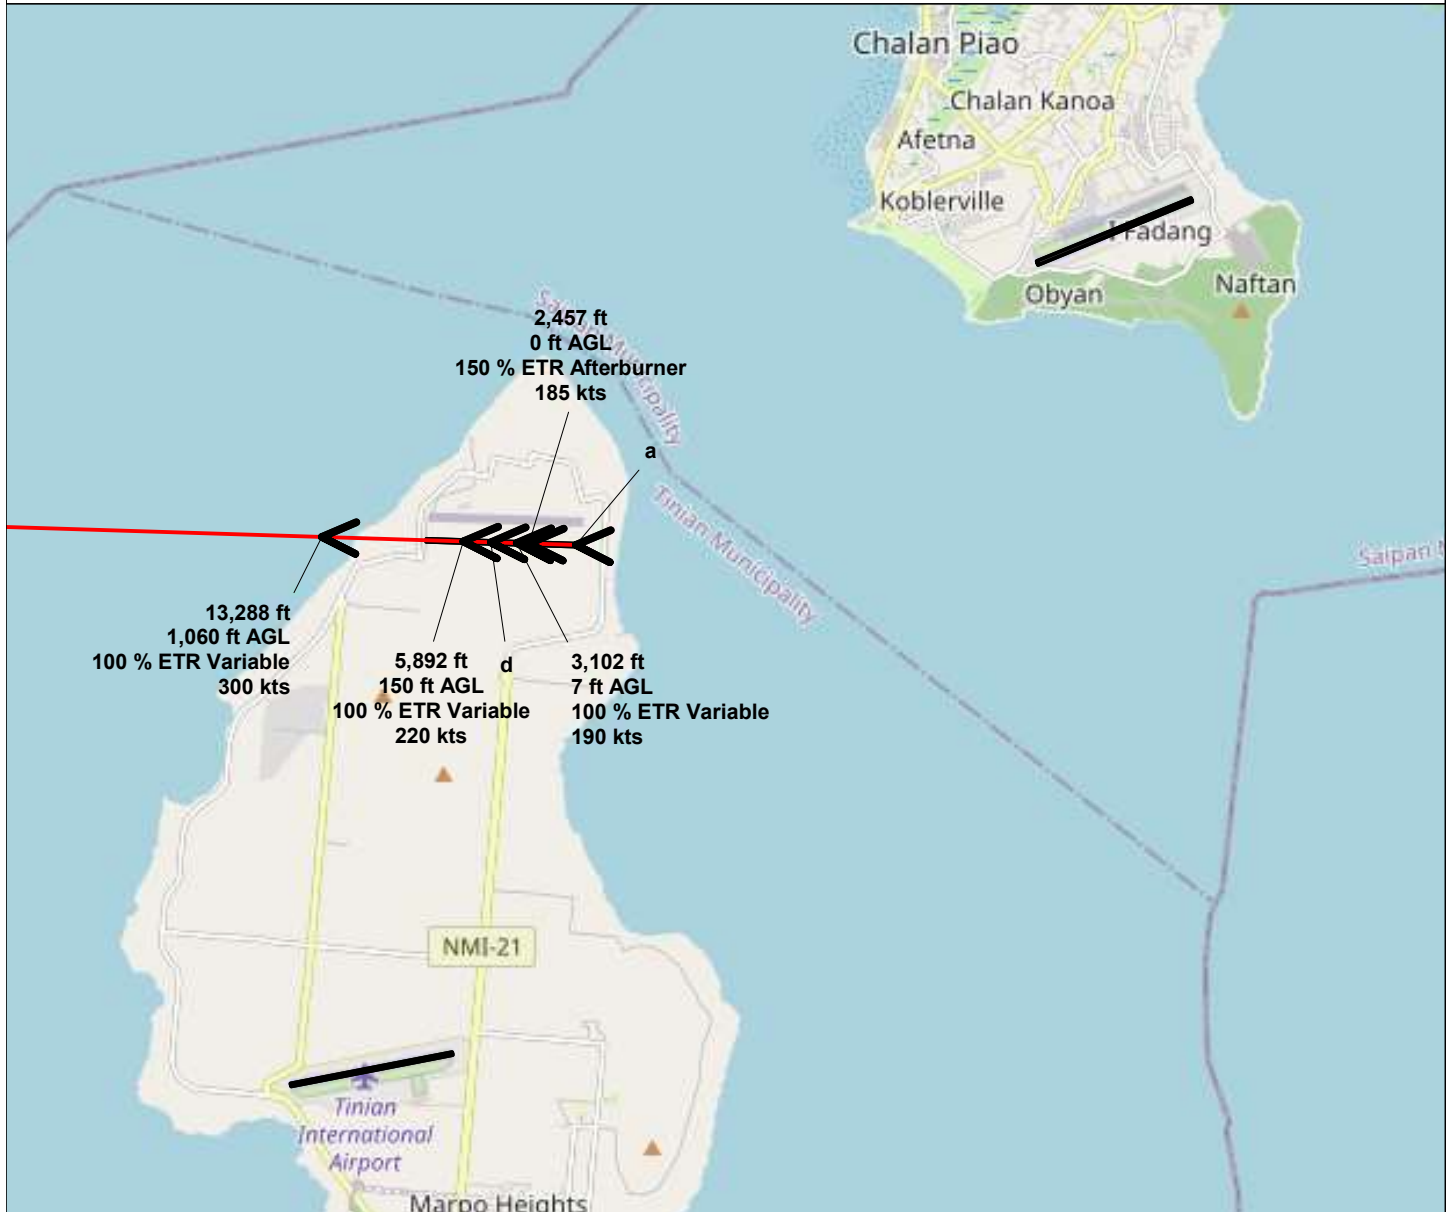 Chalan Piao
Chalan Kanoa
Afetna
Koblerville
I Fadang
Obyan
Naftan
Saipan Municipality
2,457 ft
0 ft AGL
150 % ETR Afterburner
185 kts
a
Tinian Municipality
Saipan
13,288 ft
1,060 ft AGL
100 % ETR Variable
300 kts
5,892 ft
150 ft AGL
100 % ETR Variable
220 kts
d
3,102 ft
7 ft AGL
100 % ETR Variable
190 kts
NMI-21
Tinian
International
Airport
Marpo Heights